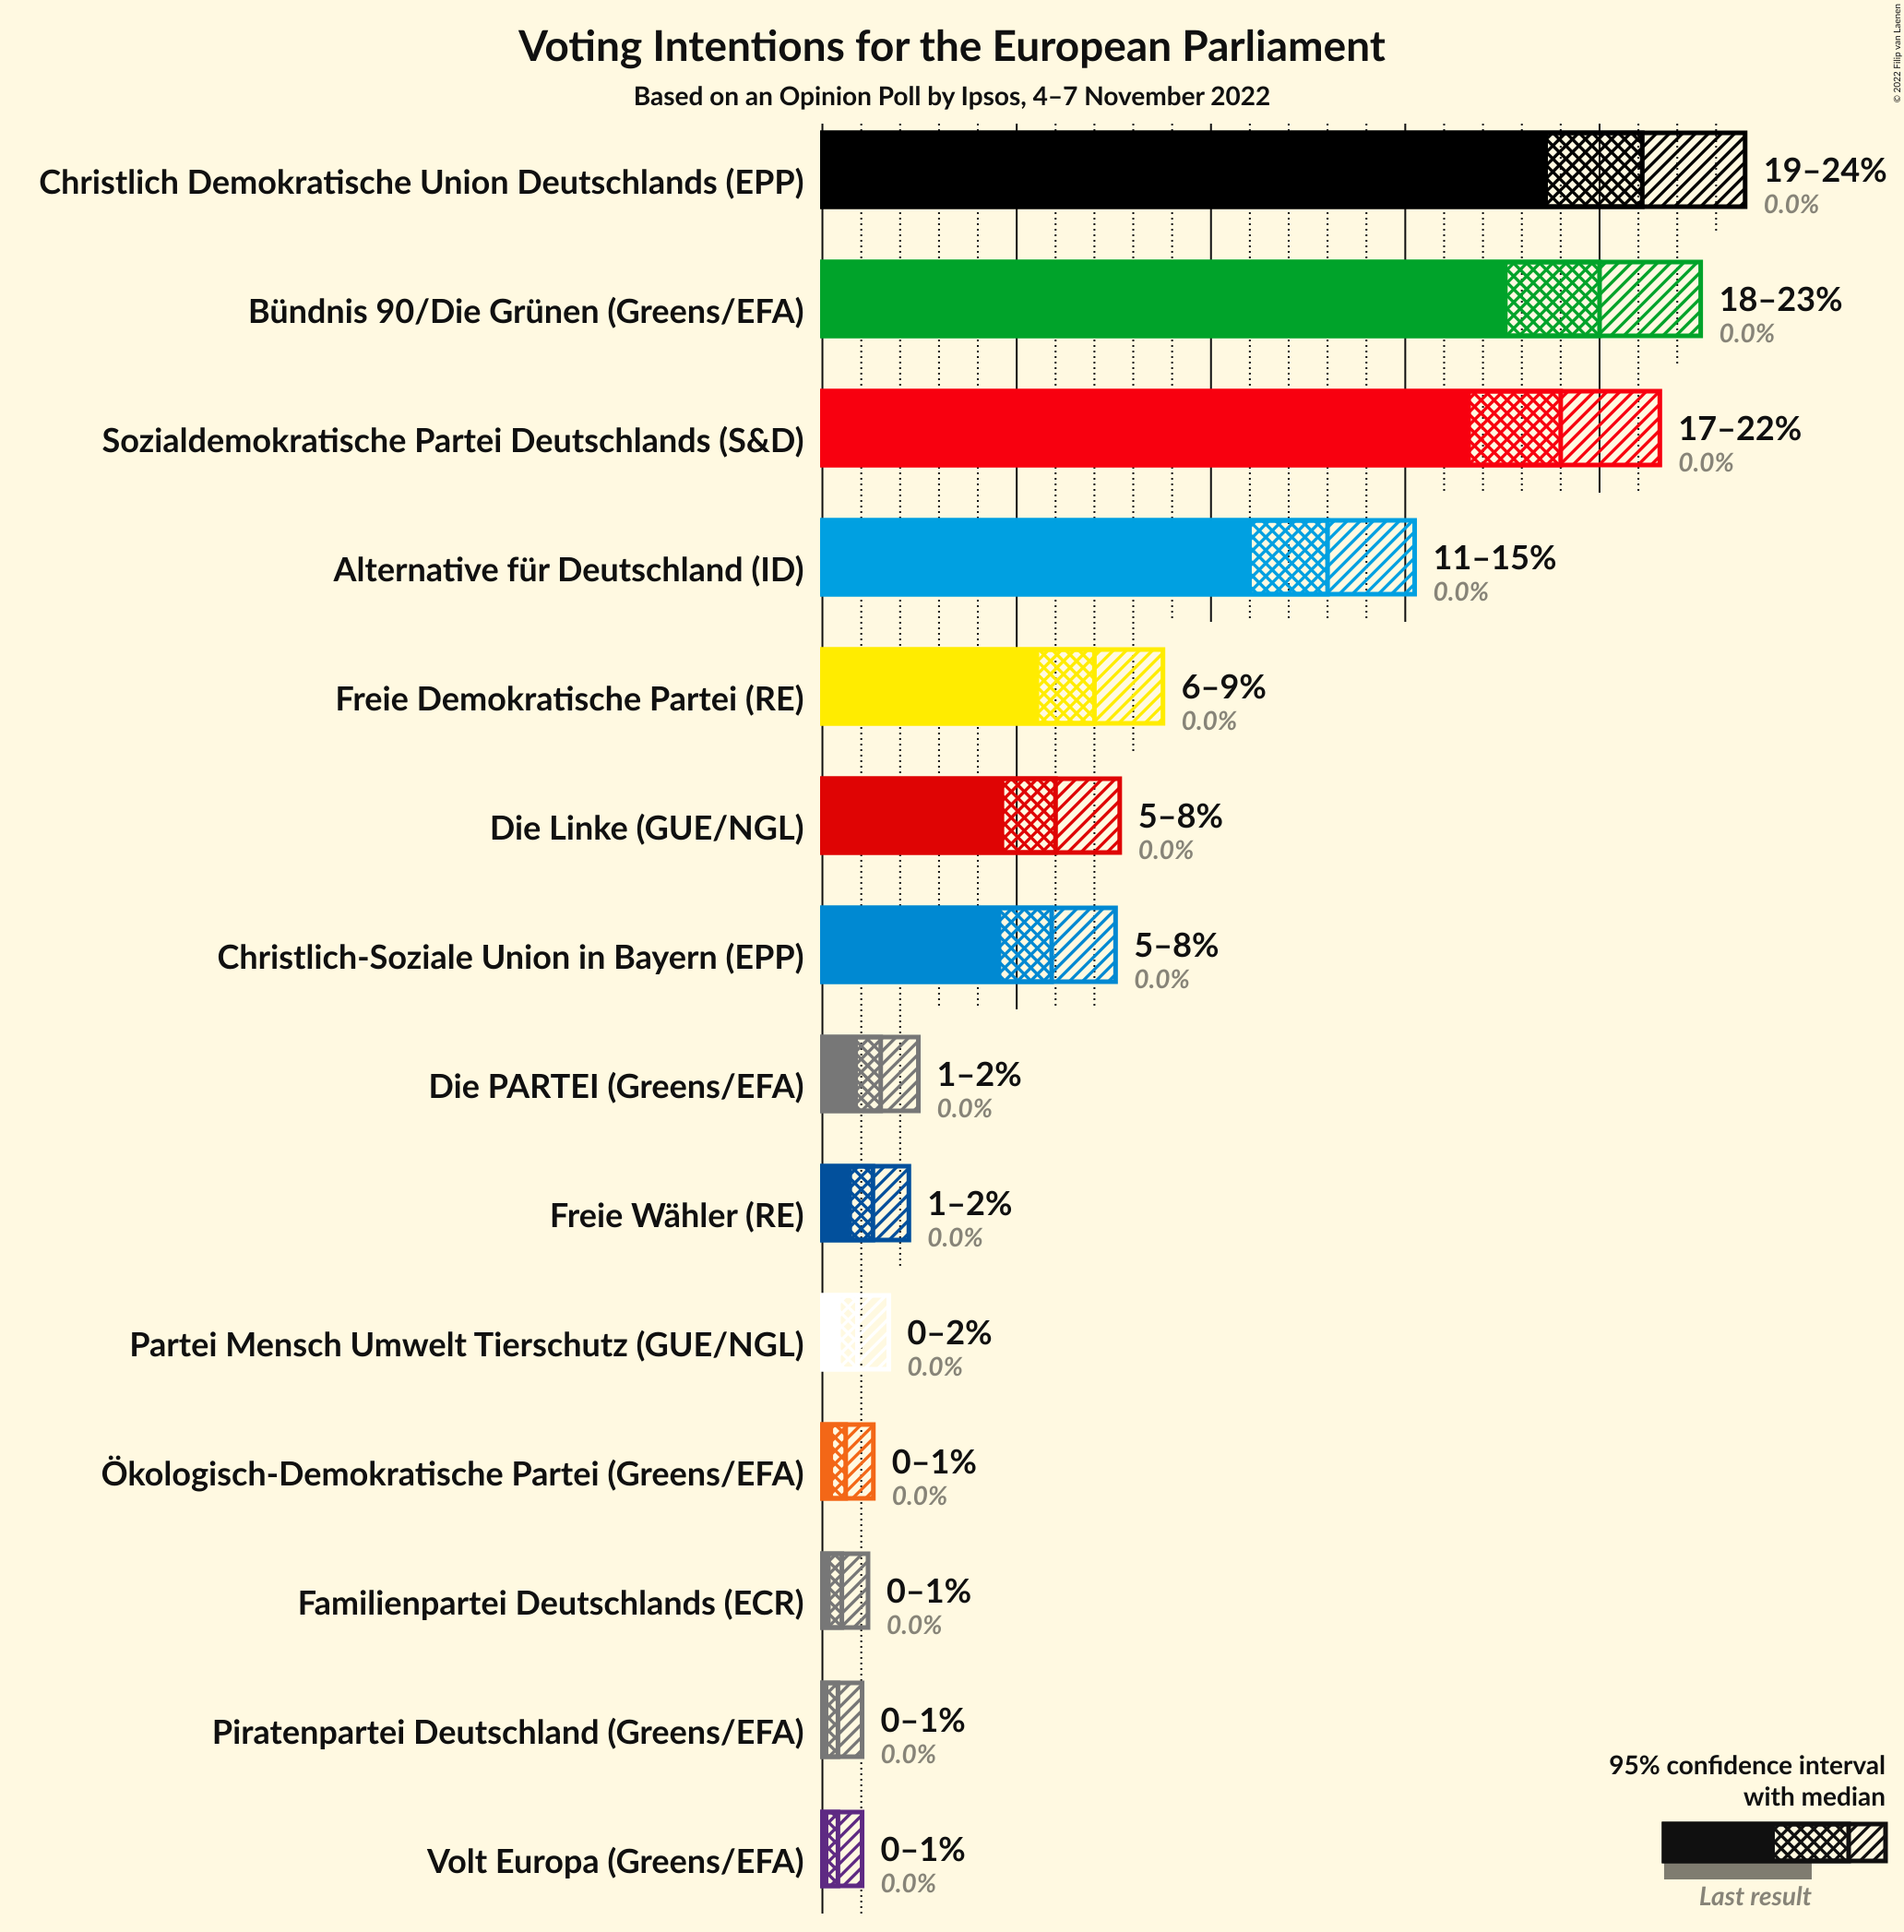 Voting Intentions for the European Parliament
Based on an Opinion Poll by Ipsos, 4–7 November 2022
© 2022 Filip van Laenen
Christlich Demokratische Union Deutschlands (EPP)
19–24%
0.0%
Bündnis 90/Die Grünen (Greens/EFA)
18–23%
0.0%
Sozialdemokratische Partei Deutschlands (S&D)
17–22%
0.0%
Alternative für Deutschland (ID)
11–15%
0.0%
Freie Demokratische Partei (RE)
6–9%
0.0%
Die Linke (GUE/NGL)
5–8%
0.0%
Christlich-Soziale Union in Bayern (EPP)
5–8%
0.0%
Die PARTEI (Greens/EFA)
1–2%
0.0%
Freie Wähler (RE)
1–2%
0.0%
Partei Mensch Umwelt Tierschutz (GUE/NGL)
0–2%
0.0%
Ökologisch-Demokratische Partei (Greens/EFA)
0–1%
0.0%
Familienpartei Deutschlands (ECR)
0–1%
0.0%
Piratenpartei Deutschland (Greens/EFA)
0–1%
0.0%
Volt Europa (Greens/EFA)
0–1%
0.0%
95% confidence interval
with median
Last result